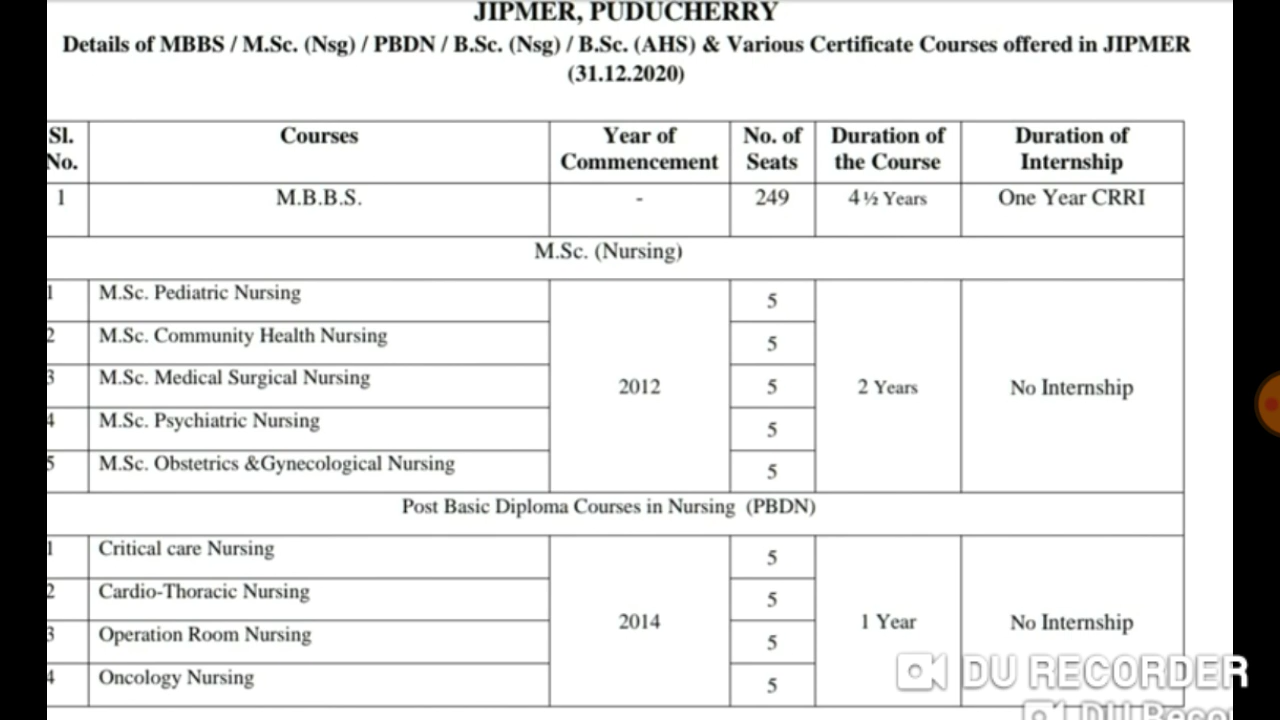 JIPMER, PUDUCHERRY
Details of MBBS / M.Sc. (Nsg) / PBDN / B.Sc. (Nsg) / B.Sc. (AHS) & Various Certificate Courses offered in JIPMER
(31.12.2020)
Sl. No. Courses Year of Commencement No. of Seats Duration of the Course Duration of Internship
1 M.B.B.S. - 249 4 ½ Years One Year CRRI
M.Sc. (Nursing)
1 M.Sc. Pediatric Nursing 5
2 M.Sc. Community Health Nursing 5
3 M.Sc. Medical Surgical Nursing 2012 5 2 Years No Internship
4 M.Sc. Psychiatric Nursing 5
5 M.Sc. Obstetrics &Gynecological Nursing 5
Post Basic Diploma Courses in Nursing (PBDN)
1 Critical care Nursing 5
2 Cardio-Thoracic Nursing 5
2014 1 Year No Internship
3 Operation Room Nursing 5
4 Oncology Nursing 5
DU RECORDER
DU Recor